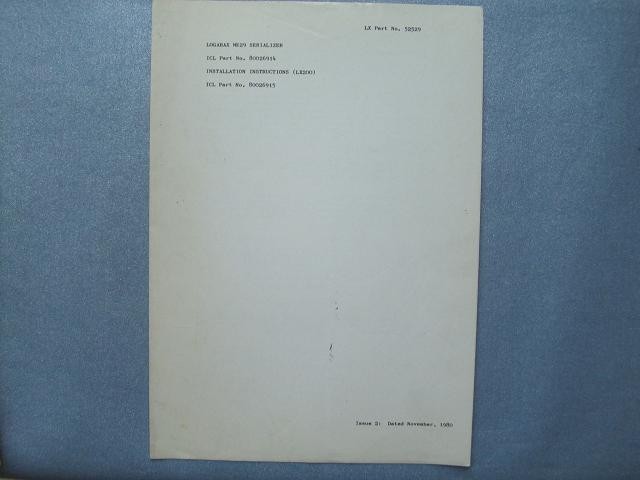 LX Part No. 52529
LOGABAX ME29 SERIALIZER
ICL Part No. 80026914
INSTALLATION INSTRUCTIONS (LX200)
ICL Part No. 80026915
Issue 2: Dated November, 1980